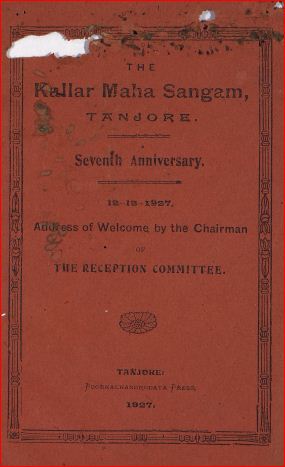 THE
Kallar Maha Sangam,
TANJORE.
Seventh Anniversary.
12-12-1927.
Address of Welcome by the Chairman
OF
THE RECEPTION COMMITTEE.
TANJORE:
POORNACHANDRODAYA PRESS,
1927.